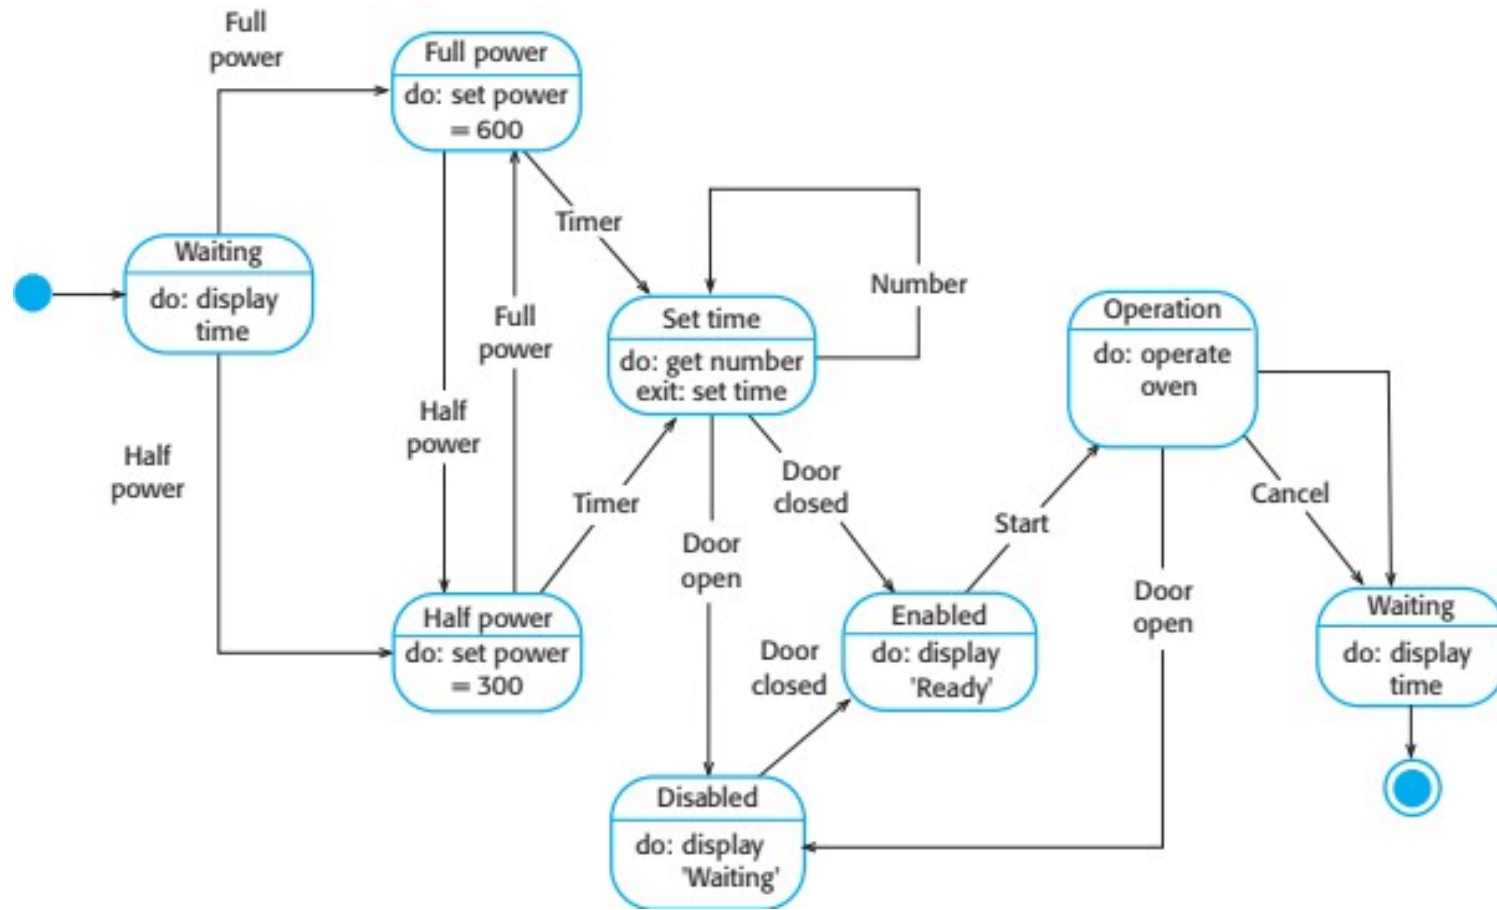 Full
power
Full power
do: set power
= 600
Timer
Waiting
do: display
time
Number
Full
power
Set time
do: get number
exit: set time
Operation
do: operate
oven
Half
power
Half
power
Timer
Door
closed
Cancel
Start
Door
open
Door
open
Half power
do: set power
= 300
Enabled
do: display
'Ready'
Waiting
do: display
time
Door
closed
Disabled
do: display
'Waiting'